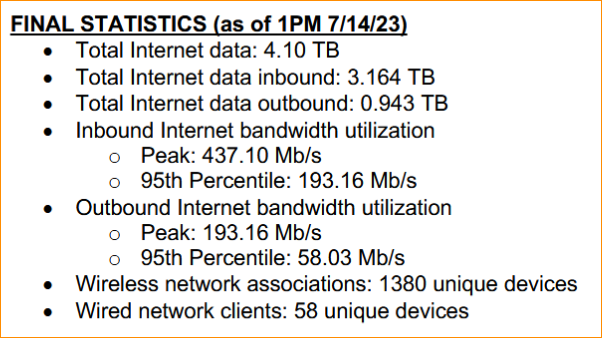 FINAL STATISTICS (as of 1PM 7/14/23)
• Total Internet data: 4.10 TB
• Total Internet data inbound: 3.164 TB
• Total Internet data outbound: 0.943 TB
• Inbound Internet bandwidth utilization
o Peak: 437.10 Mb/s
o 95th Percentile: 193.16 Mb/s
• Outbound Internet bandwidth utilization
o Peak: 193.16 Mb/s
o 95th Percentile: 58.03 Mb/s
• Wireless network associations: 1380 unique devices
• Wired network clients: 58 unique devices